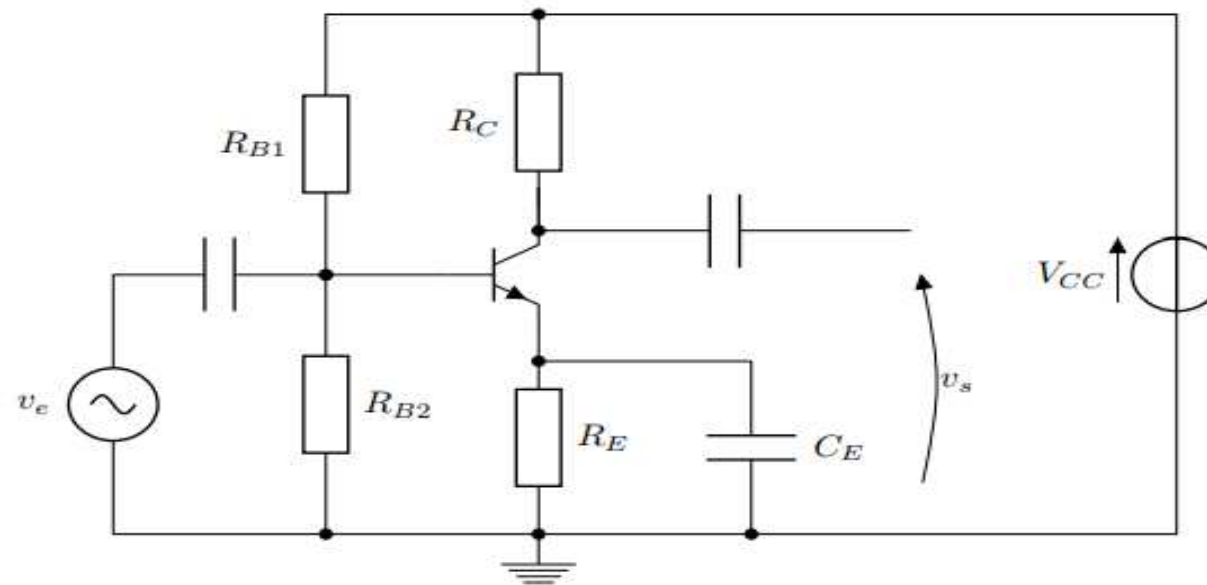 R_C
R_{B1}
V_{CC}
v_e
R_{B2}
v_s
R_E
C_E